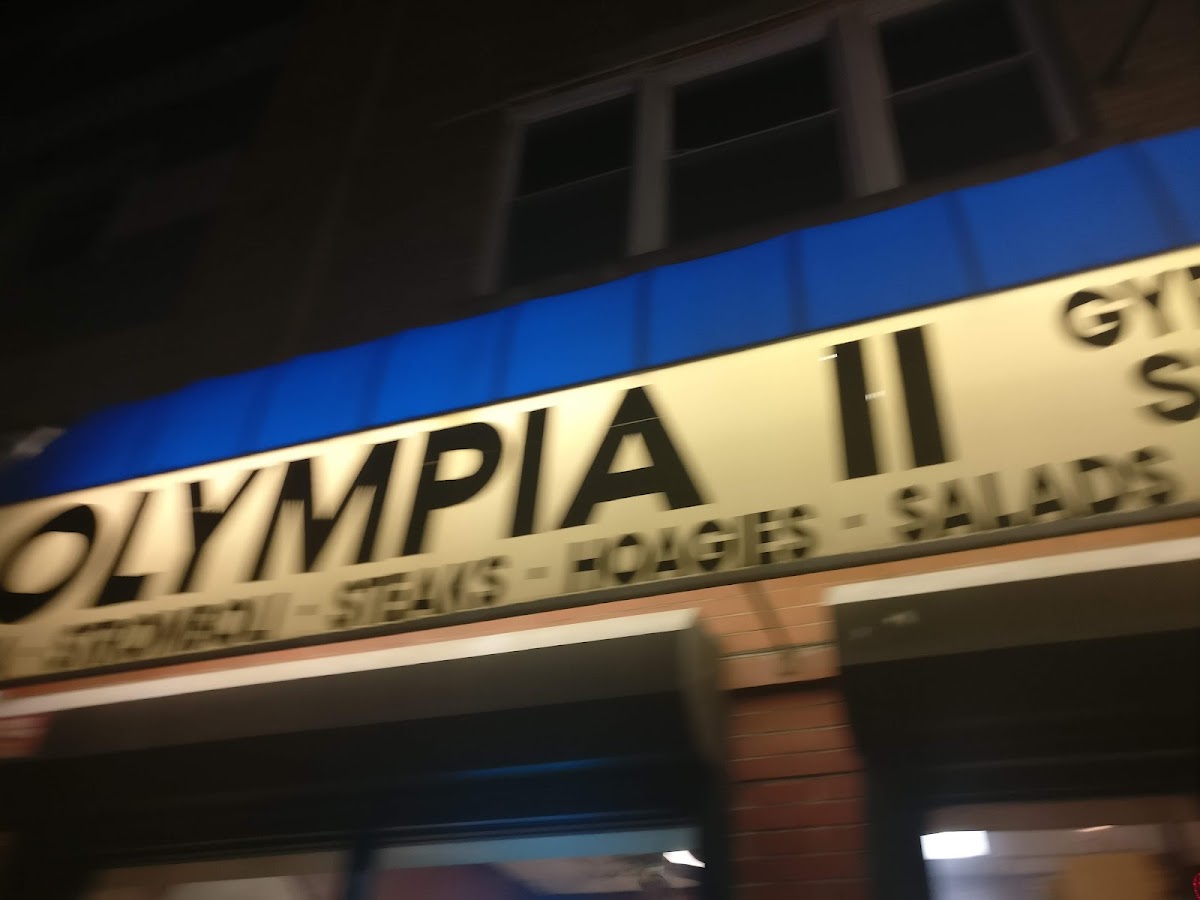 OLYMPIA II
STROMBOLI - STEAKS - HOAGIES - SALADS